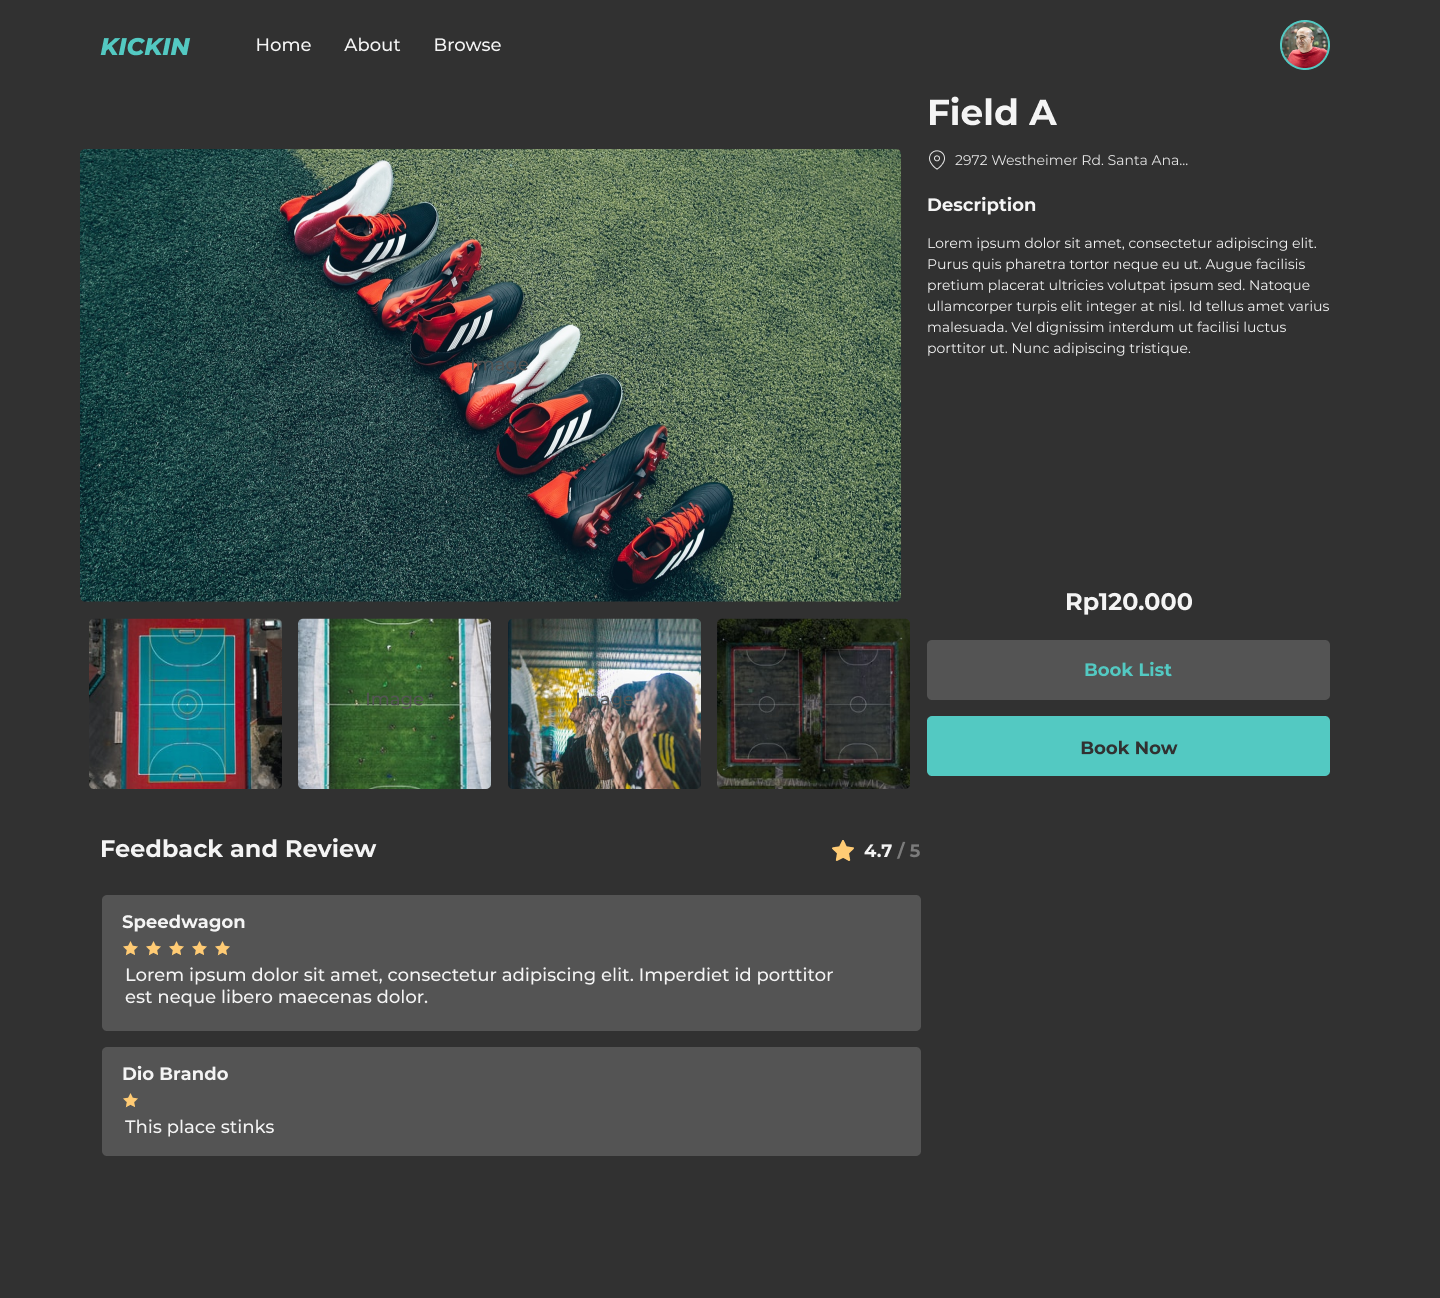 KICKIN
Home
About
Browse
Field A
2972 Westheimer Rd. Santa Ana...
Description
Lorem ipsum dolor sit amet, consectetur adipiscing elit.
Purus quis pharetra tortor neque eu ut. Augue facilisis
pretium placerat ultricies volutpat ipsum sed. Natoque
ullamcorper turpis elit integer at nisl. Id tellus amet varius
malesuada. Vel dignissim interdum ut facilisi luctus
porttitor ut. Nunc adipiscing tristique.
Rp120.000
Book List
Book Now
Image
Image
Feedback and Review
4.7 / 5
Speedwagon
Lorem ipsum dolor sit amet, consectetur adipiscing elit. Imperdiet id porttitor
est neque libero maecenas dolor.
Dio Brando
This place stinks